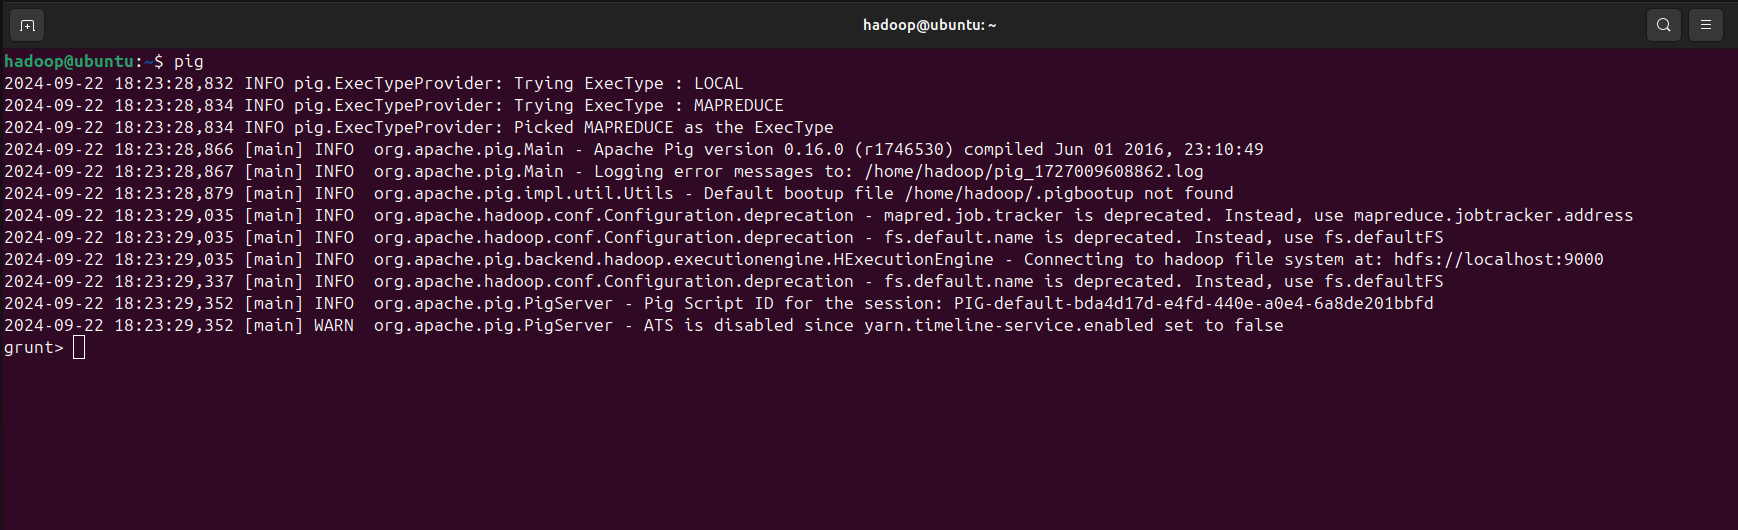 hadoop@ubuntu: ~
hadoop@ubuntu:~$ pig
2024-09-22 18:23:28,832 INFO pig.ExecTypeProvider: Trying ExecType : LOCAL
2024-09-22 18:23:28,834 INFO pig.ExecTypeProvider: Trying ExecType : MAPREDUCE
2024-09-22 18:23:28,834 INFO pig.ExecTypeProvider: Picked MAPREDUCE as the ExecType
2024-09-22 18:23:28,866 [main] INFO  org.apache.pig.Main - Apache Pig version 0.16.0 (r1746530) compiled Jun 01 2016, 23:10:49
2024-09-22 18:23:28,867 [main] INFO  org.apache.pig.Main - Logging error messages to: /home/hadoop/pig_1727009608862.log
2024-09-22 18:23:28,879 [main] INFO  org.apache.pig.impl.util.Utils - Default bootup file /home/hadoop/.pigbootup not found
2024-09-22 18:23:29,035 [main] INFO  org.apache.hadoop.conf.Configuration.deprecation - mapred.job.tracker is deprecated. Instead, use mapreduce.jobtracker.address
2024-09-22 18:23:29,035 [main] INFO  org.apache.hadoop.conf.Configuration.deprecation - fs.default.name is deprecated. Instead, use fs.defaultFS
2024-09-22 18:23:29,035 [main] INFO  org.apache.pig.backend.hadoop.executionengine.HExecutionEngine - Connecting to hadoop file system at: hdfs://localhost:9000
2024-09-22 18:23:29,337 [main] INFO  org.apache.hadoop.conf.Configuration.deprecation - fs.default.name is deprecated. Instead, use fs.defaultFS
2024-09-22 18:23:29,352 [main] INFO  org.apache.pig.PigServer - Pig Script ID for the session: PIG-default-bda4d17d-e4fd-440e-a0e4-6a8de201bbfd
2024-09-22 18:23:29,352 [main] WARN  org.apache.pig.PigServer - ATS is disabled since yarn.timeline-service.enabled set to false
grunt>